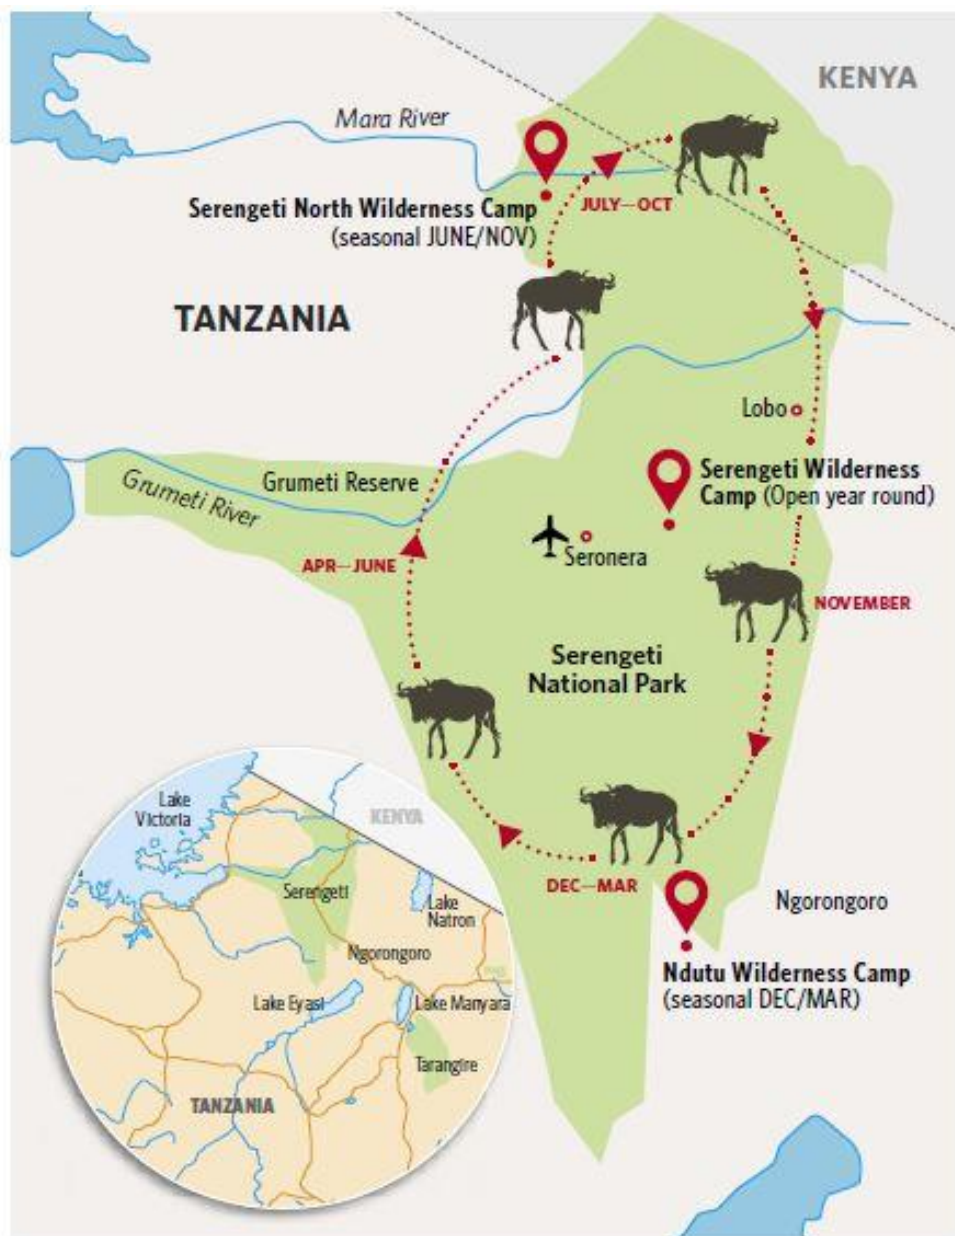 KENYA
Mara River
Serengeti North Wilderness Camp
(seasonal JUNE/NOV)
JULY—OCT
TANZANIA
Lobo
Grumeti Reserve
Grumeti River
Serengeti Wilderness
Camp (Open year round)
Seronera
APR—JUNE
NOVEMBER
Serengeti
National Park
DEC—MAR
Ngorongoro
Ndutu Wilderness Camp
(seasonal DEC/MAR)
Lake
Victoria
KENYA
Serengeti
Lake
Natron
Ngorongoro
Lake Eyasi
Lake Manyara
Tarangire
TANZANIA